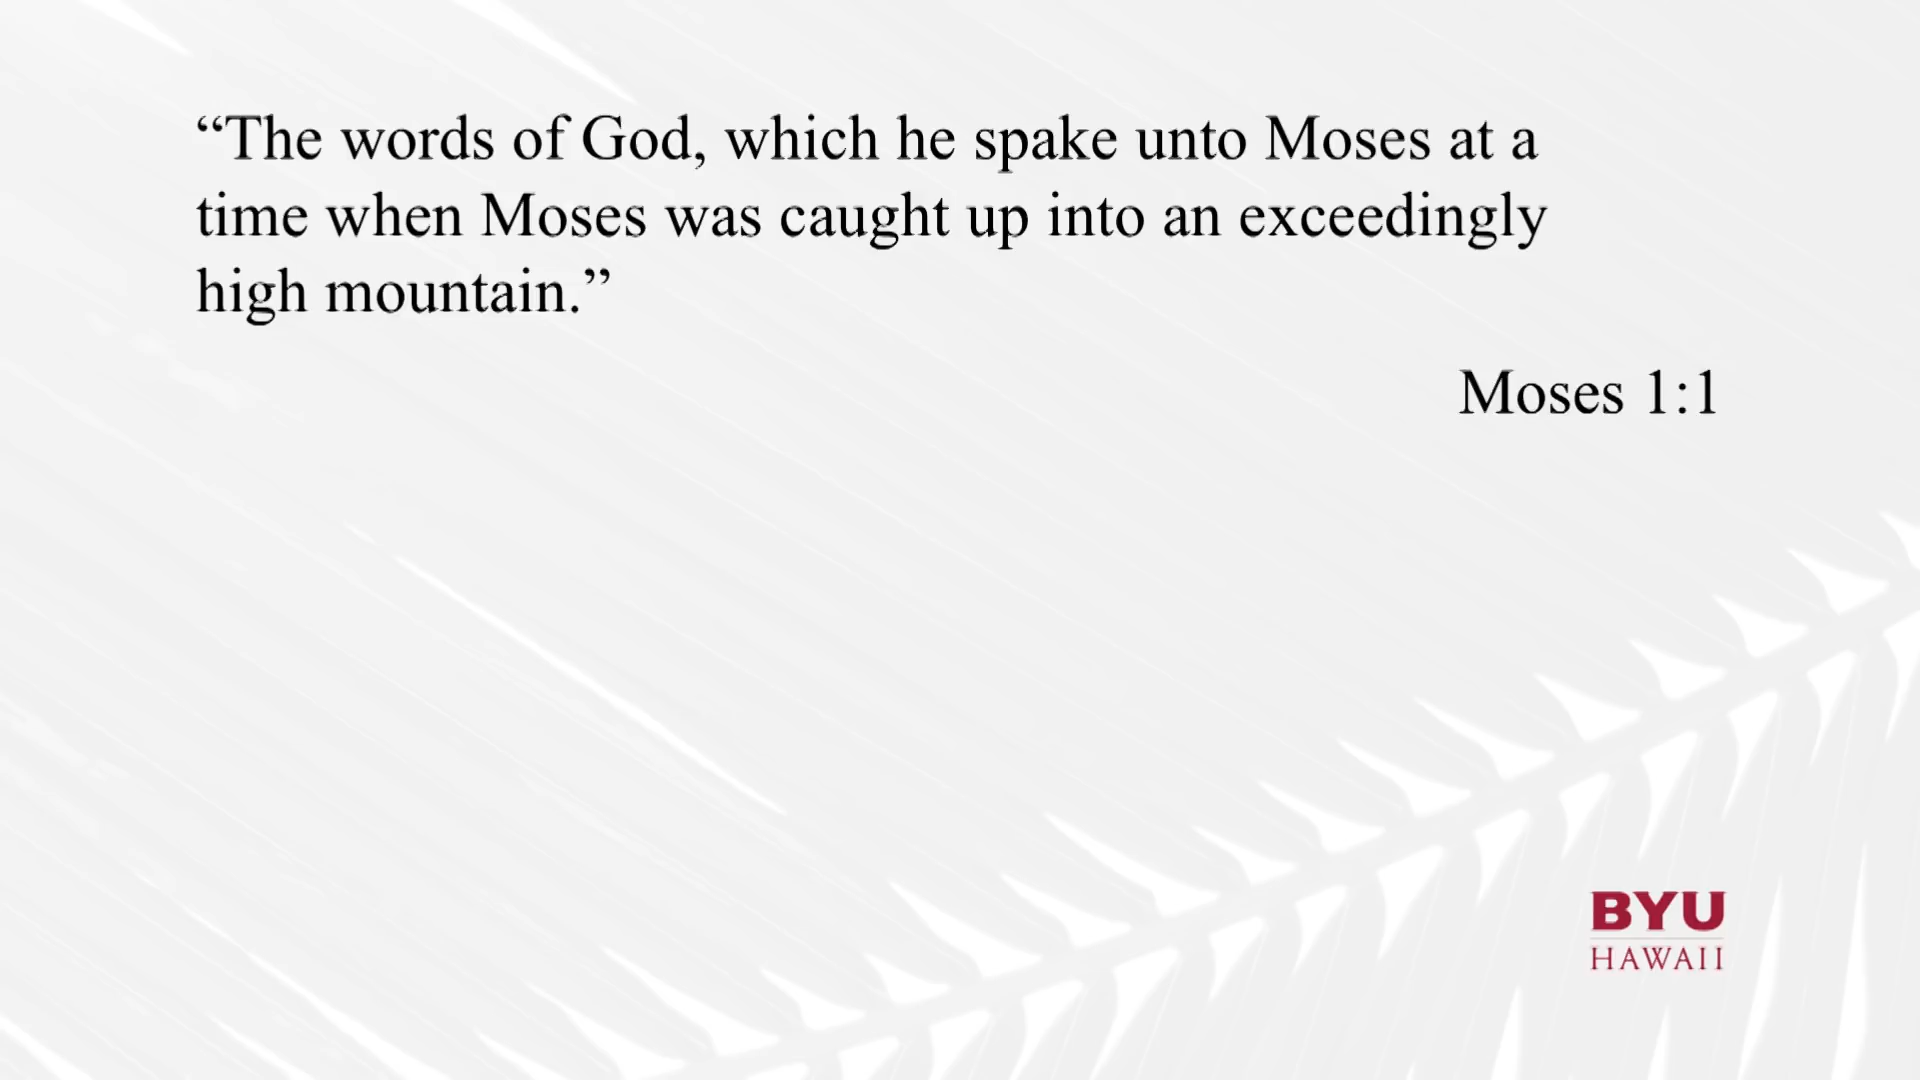 “The words of God, which he spake unto Moses at a
time when Moses was caught up into an exceedingly
high mountain.”
Moses 1:1
BYU
HAWAII